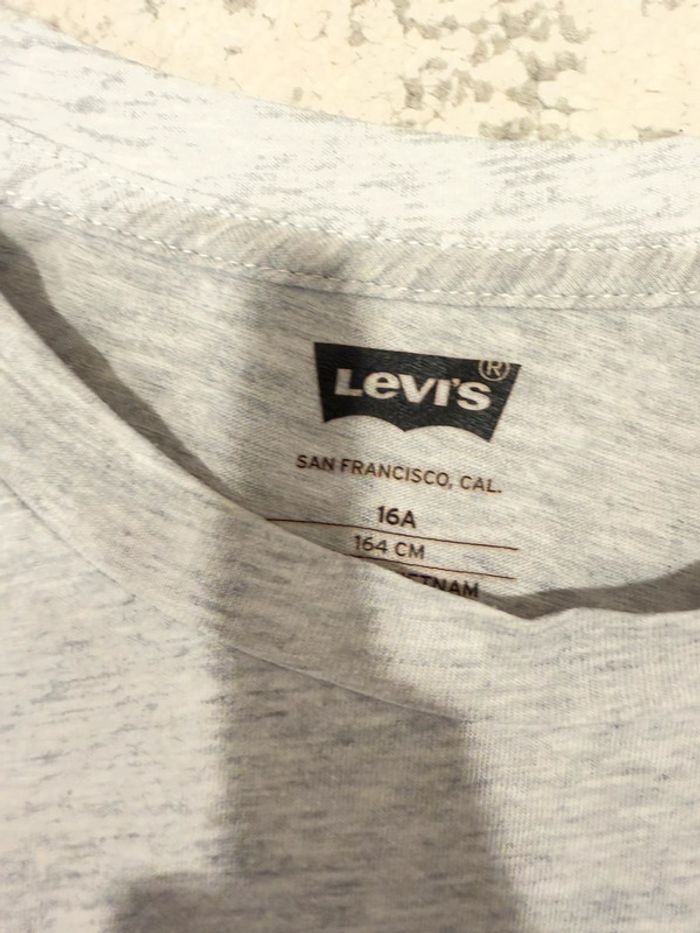 Levi's®
SAN FRANCISCO, CAL.
16A
164 CM